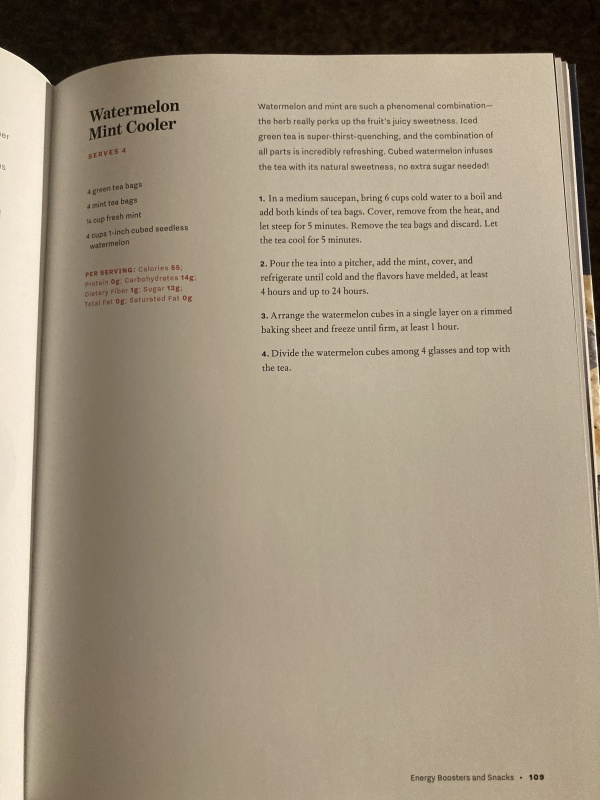 er
s
Watermelon
Mint Cooler
SERVES 4
4 green tea bags
4 mint tea bags
¼ cup fresh mint
4 cups 1-inch cubed seedless
watermelon
PER SERVING: Calories 55;
Protein 0g; Carbohydrates 14g;
Dietary Fiber 1g; Sugar 13g;
Total Fat 0g; Saturated Fat 0g
Watermelon and mint are such a phenomenal combination—
the herb really perks up the fruit's juicy sweetness. Iced
green tea is super-thirst-quenching, and the combination of
all parts is incredibly refreshing. Cubed watermelon infuses
the tea with its natural sweetness, no extra sugar needed!
1. In a medium saucepan, bring 6 cups cold water to a boil and
add both kinds of tea bags. Cover, remove from the heat, and
let steep for 5 minutes. Remove the tea bags and discard. Let
the tea cool for 5 minutes.
2. Pour the tea into a pitcher, add the mint, cover, and
refrigerate until cold and the flavors have melded, at least
4 hours and up to 24 hours.
3. Arrange the watermelon cubes in a single layer on a rimmed
baking sheet and freeze until firm, at least 1 hour.
4. Divide the watermelon cubes among 4 glasses and top with
the tea.
Energy Boosters and Snacks • 109